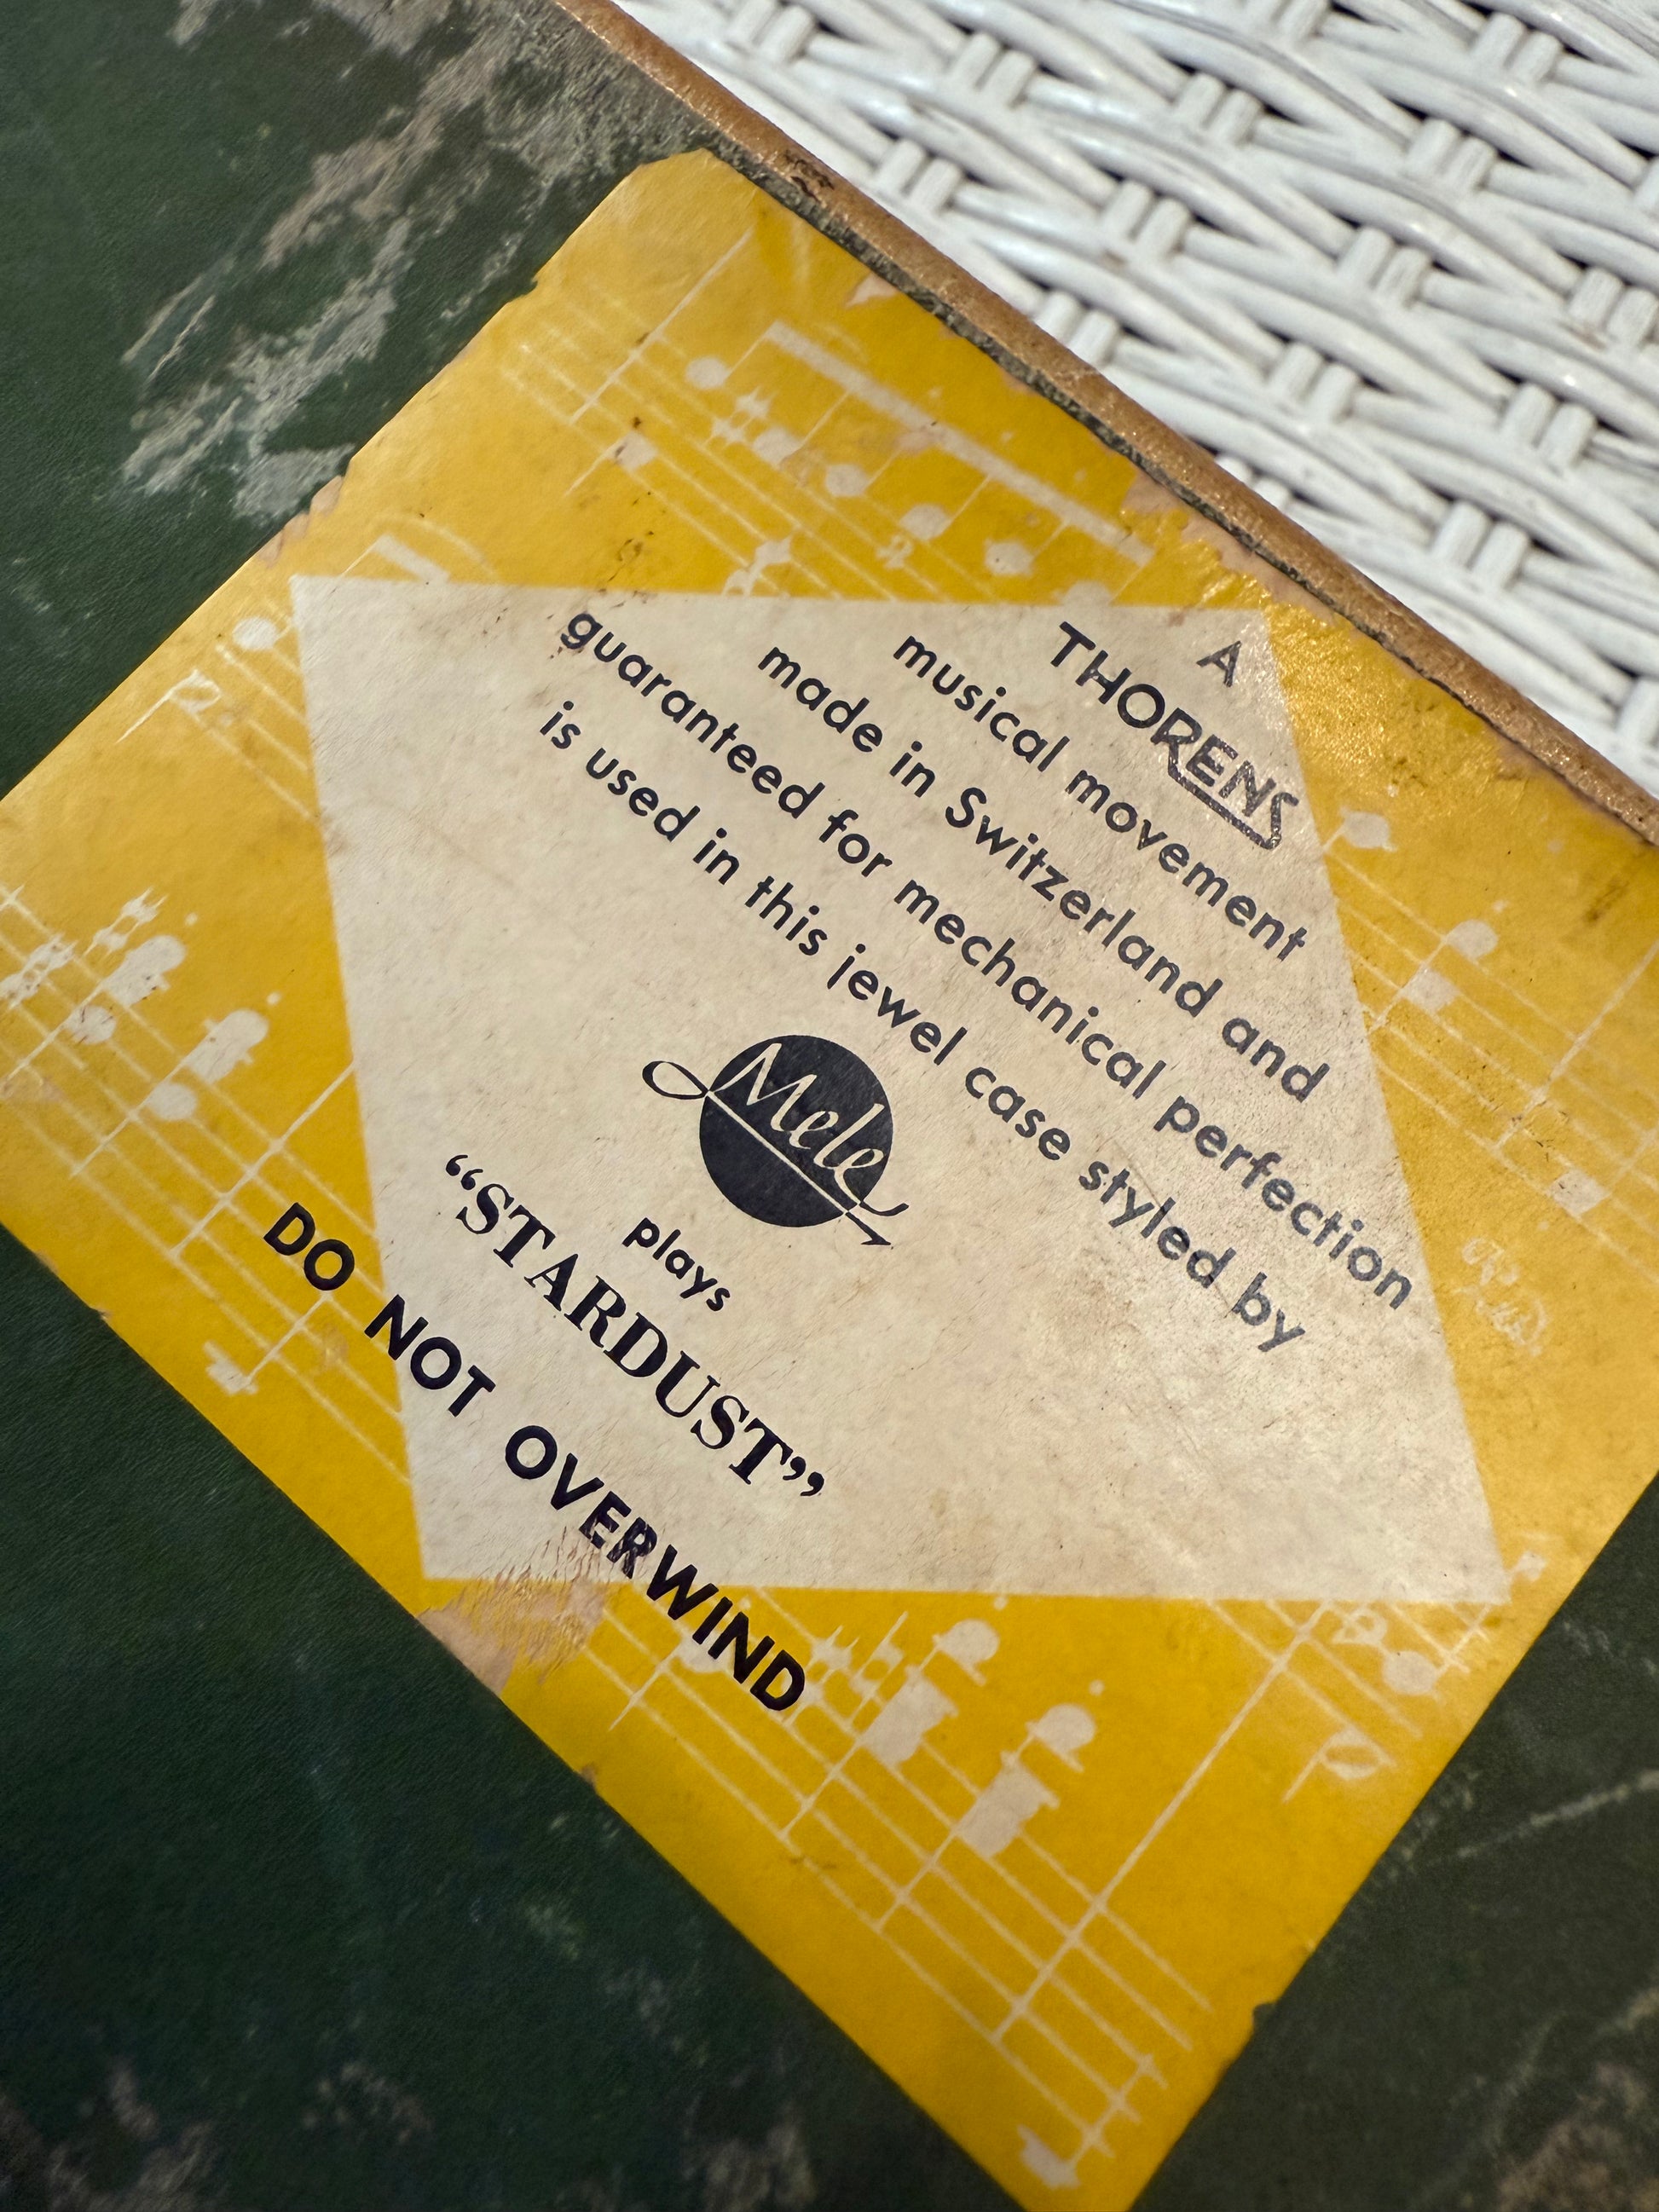 A
THORENS
musical movement
made in Switzerland and
guaranteed for mechanical perfection
is used in this jewel case styled by
Mele
plays
“STARDUST”
DO NOT OVERWIND